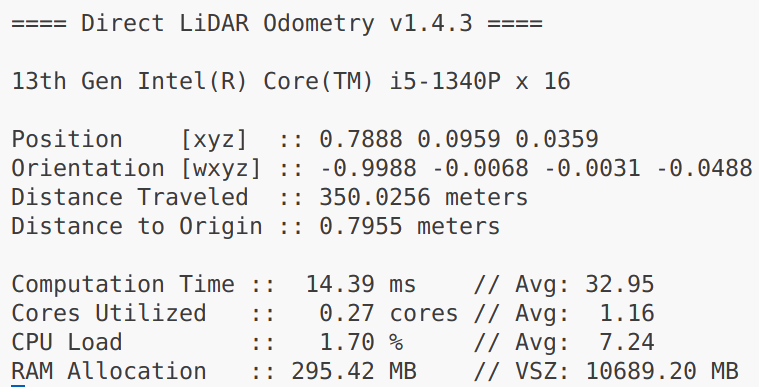 ==== Direct LiDAR Odometry v1.4.3 ====
13th Gen Intel(R) Core(TM) i5-1340P x 16
Position    [xyz]  :: 0.7888 0.0959 0.0359
Orientation [wxyz] :: -0.9988 -0.0068 -0.0031 -0.0488
Distance Traveled  :: 350.0256 meters
Distance to Origin :: 0.7955 meters
Computation Time ::  14.39 ms    // Avg: 32.95
Cores Utilized   ::   0.27 cores // Avg:  1.16
CPU Load         ::   1.70 %     // Avg:  7.24
RAM Allocation   :: 295.42 MB    // VSZ: 10689.20 MB